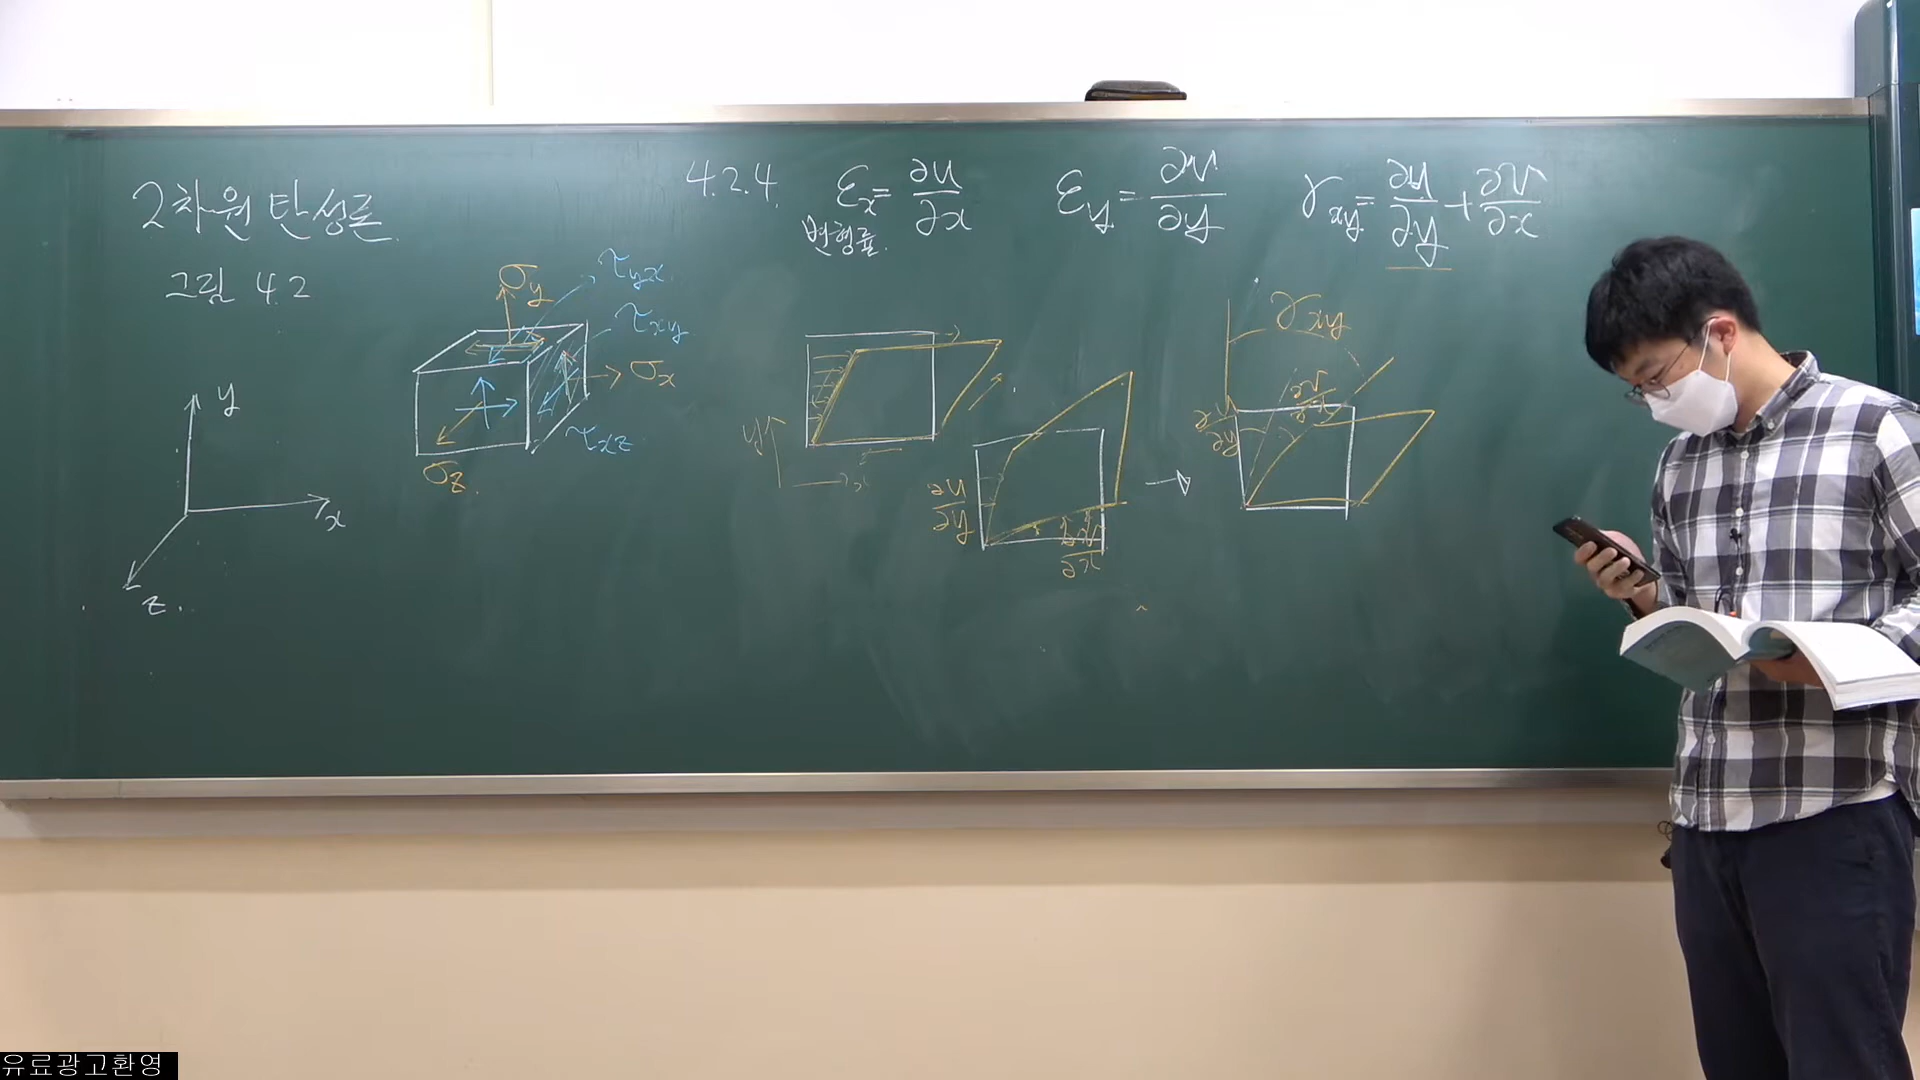 2차원 탄성론.
그림 4.2
y
x
z.
σy
τyx.
τxy
σx
τxz
σz.
4.2.4. εx = ∂u/∂x εy = ∂v/∂y γxy = ∂u/∂y + ∂v/∂x
변형률.
y
x
∂u/∂y
∂v/∂x
γxy
∂u/∂y
∂v/∂x
유료광고환영